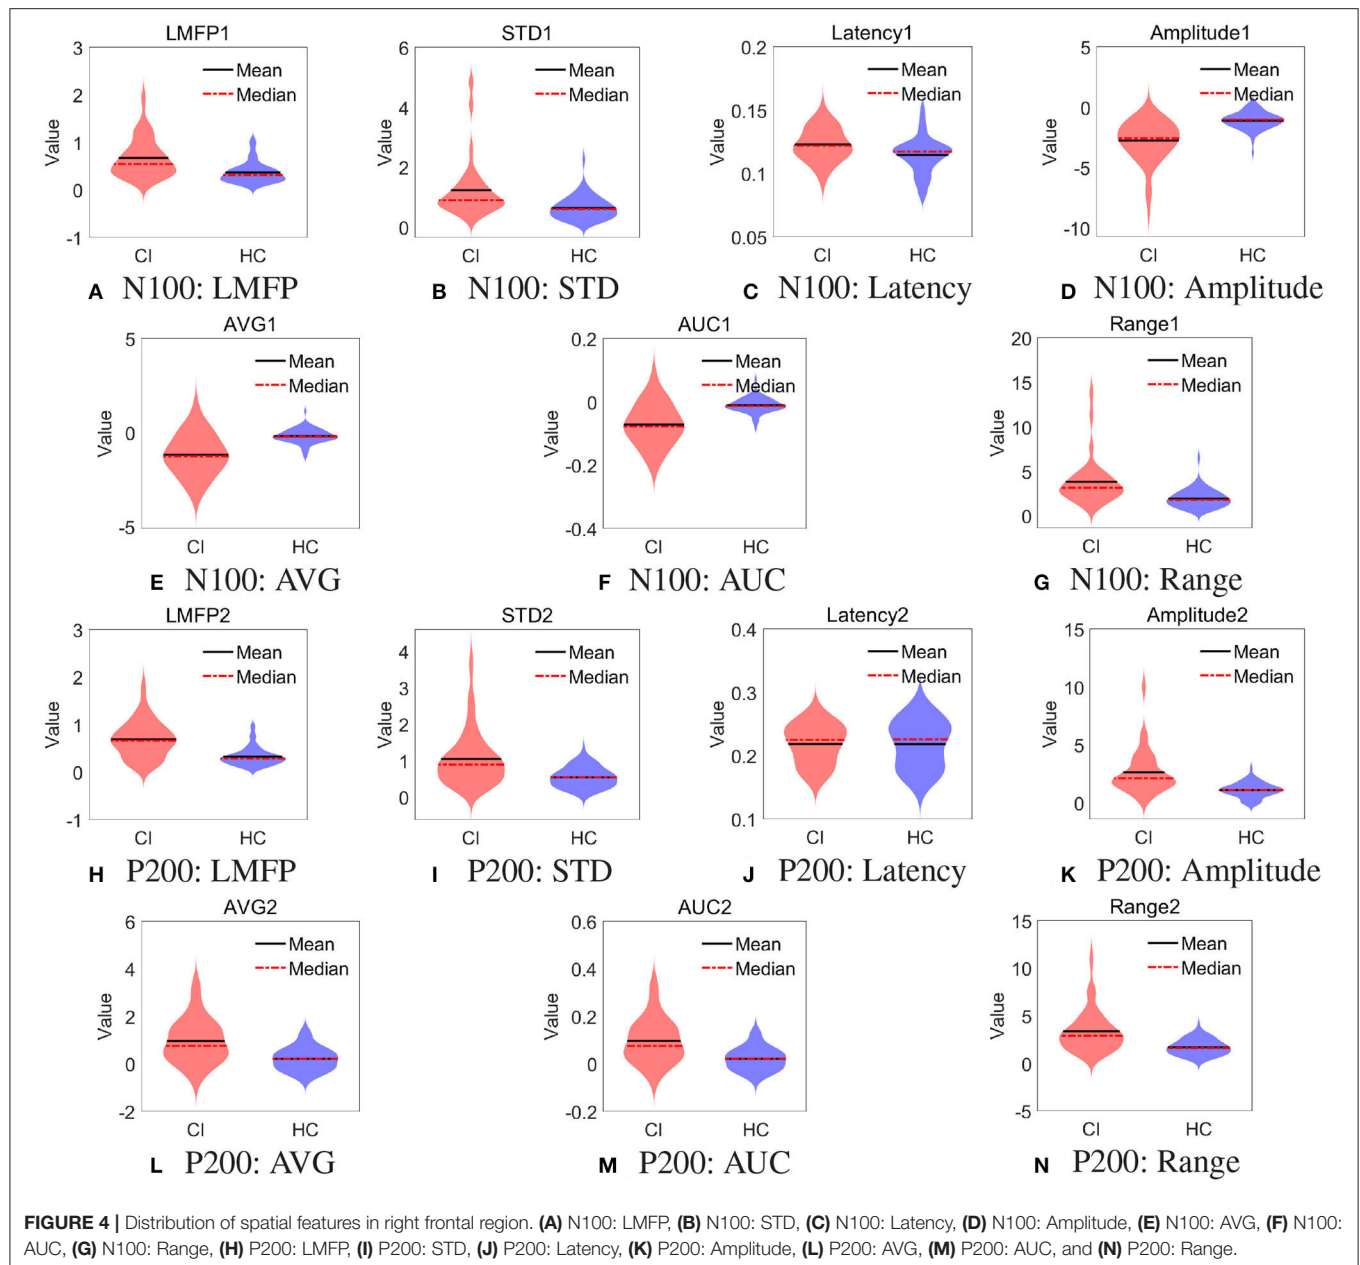 LMFP1
3
2
1
0
-1
Value
Mean
Median
CI
HC
A N100: LMFP
STD1
6
4
2
0
Value
Mean
Median
CI
HC
B N100: STD
Latency1
0.2
0.15
0.1
0.05
Value
Mean
Median
CI
HC
C N100: Latency
Amplitude1
5
0
-5
-10
Value
Mean
Median
CI
HC
D N100: Amplitude
AVG1
5
0
-5
Value
Mean
Median
CI
HC
E N100: AVG
AUC1
0.2
0
-0.2
-0.4
Value
Mean
Median
CI
HC
F N100: AUC
Range1
20
15
10
5
0
Value
Mean
Median
CI
HC
G N100: Range
LMFP2
3
2
1
0
-1
Value
Mean
Median
CI
HC
H P200: LMFP
STD2
4
3
2
1
0
Value
Mean
Median
CI
HC
I P200: STD
Latency2
0.4
0.3
0.2
0.1
Value
Mean
Median
CI
HC
J P200: Latency
Amplitude2
15
10
5
0
Value
Mean
Median
CI
HC
K P200: Amplitude
AVG2
6
4
2
0
-2
Value
Mean
Median
CI
HC
L P200: AVG
AUC2
0.6
0.4
0.2
0
-0.2
Value
Mean
Median
CI
HC
M P200: AUC
Range2
15
10
5
0
-5
Value
Mean
Median
CI
HC
N P200: Range
FIGURE 4 | Distribution of spatial features in right frontal region. (A) N100: LMFP, (B) N100: STD, (C) N100: Latency, (D) N100: Amplitude, (E) N100: AVG, (F) N100:
AUC, (G) N100: Range, (H) P200: LMFP, (I) P200: STD, (J) P200: Latency, (K) P200: Amplitude, (L) P200: AVG, (M) P200: AUC, and (N) P200: Range.